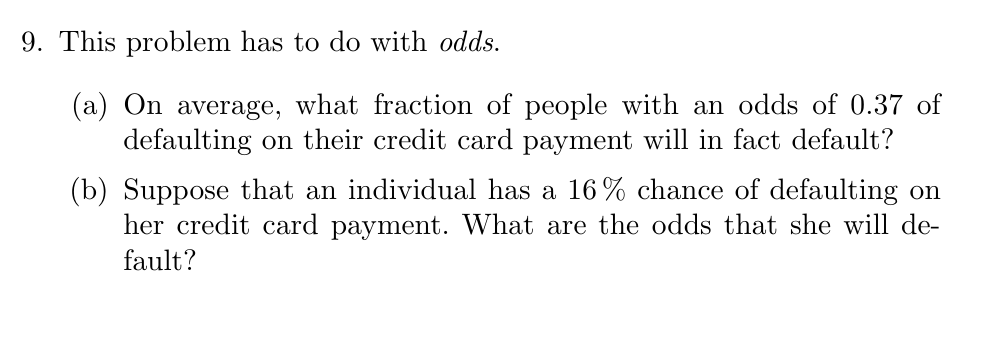 9. This problem has to do with odds.
(a) On average, what fraction of people with an odds of 0.37 of
defaulting on their credit card payment will in fact default?
(b) Suppose that an individual has a 16 % chance of defaulting on
her credit card payment. What are the odds that she will de-
fault?